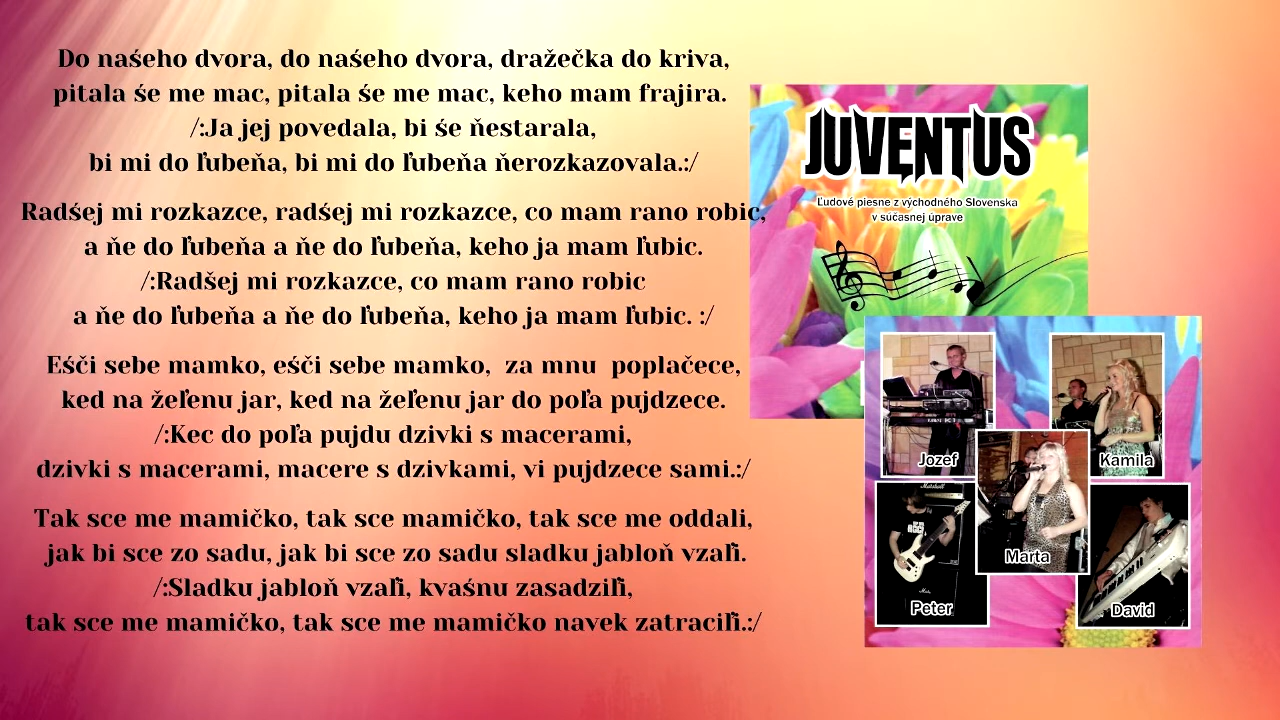 Do naśeho dvora, do naśeho dvora, dražečka do kriva,
pitala śe me mac, pitala śe me mac, keho mam frajira.
/:Ja jej povedala, bi śe ňestarala,
bi mi do ľubeňa, bi mi do ľubeňa ňerozkazovala.:/
Radśej mi rozkazce, radśej mi rozkazce, co mam rano robic,
a ňe do ľubeňa a ňe do ľubeňa, keho ja mam ľubic.
/:Radšej mi rozkazce, co mam rano robic
a ňe do ľubeňa a ňe do ľubeňa, keho ja mam ľubic. :/
Eśči sebe mamko, eśči sebe mamko, za mnu poplačece,
ked na žeľenu jar, ked na žeľenu jar do poľa pujdzece.
/:Kec do poľa pujdu dzivki s macerami,
dzivki s macerami, macere s dzivkami, vi pujdzece sami.:/
Tak sce me mamičko, tak sce mamičko, tak sce me oddali,
jak bi sce zo sadu, jak bi sce zo sadu sladku jabloň vzaľi.
/:Sladku jabloň vzaľi, kvaśnu zasadziľi,
tak sce me mamičko, tak sce me mamičko navek zatraciľi.:/
JUVENTUS
Ľudové piesne z východného Slovenska
v súčasnej úprave
Jozef
Kamila
Marta
Marshall
Peter
David